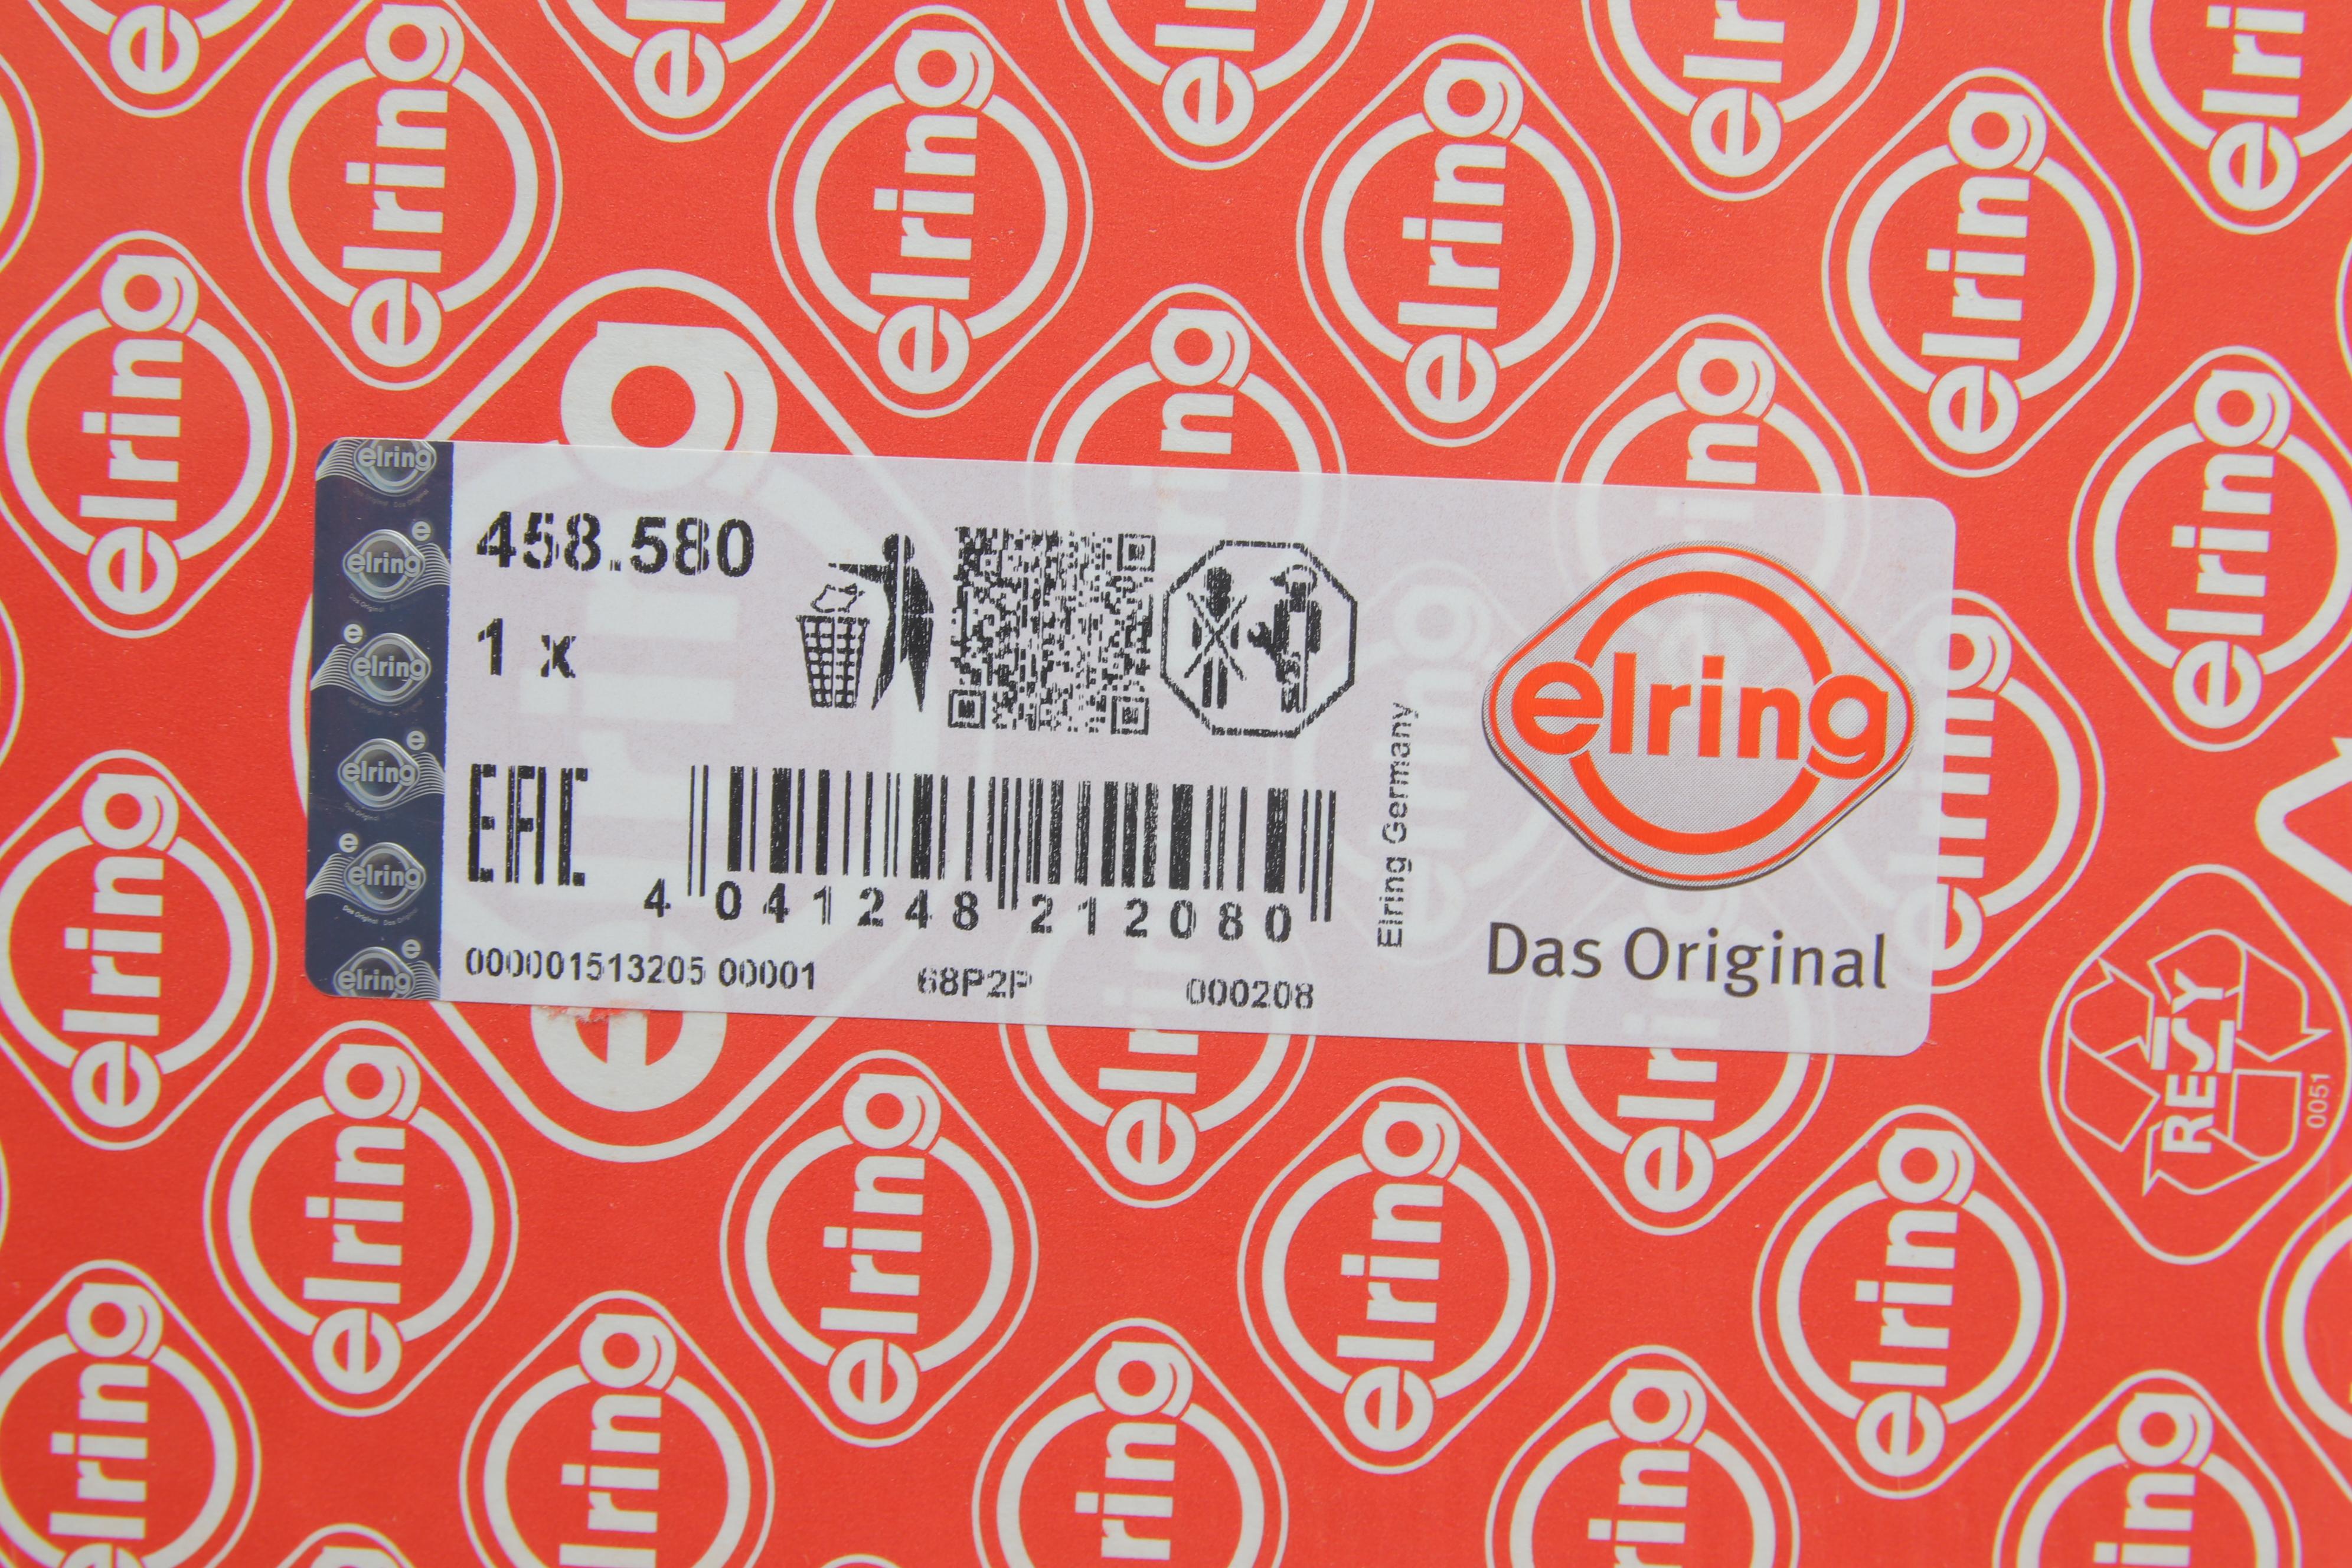 458.580
1 x
EAC
4 041248 212080
000001513205 00001 68P2P 000208
Elring Germany
elring
Das Original
RESY
0051